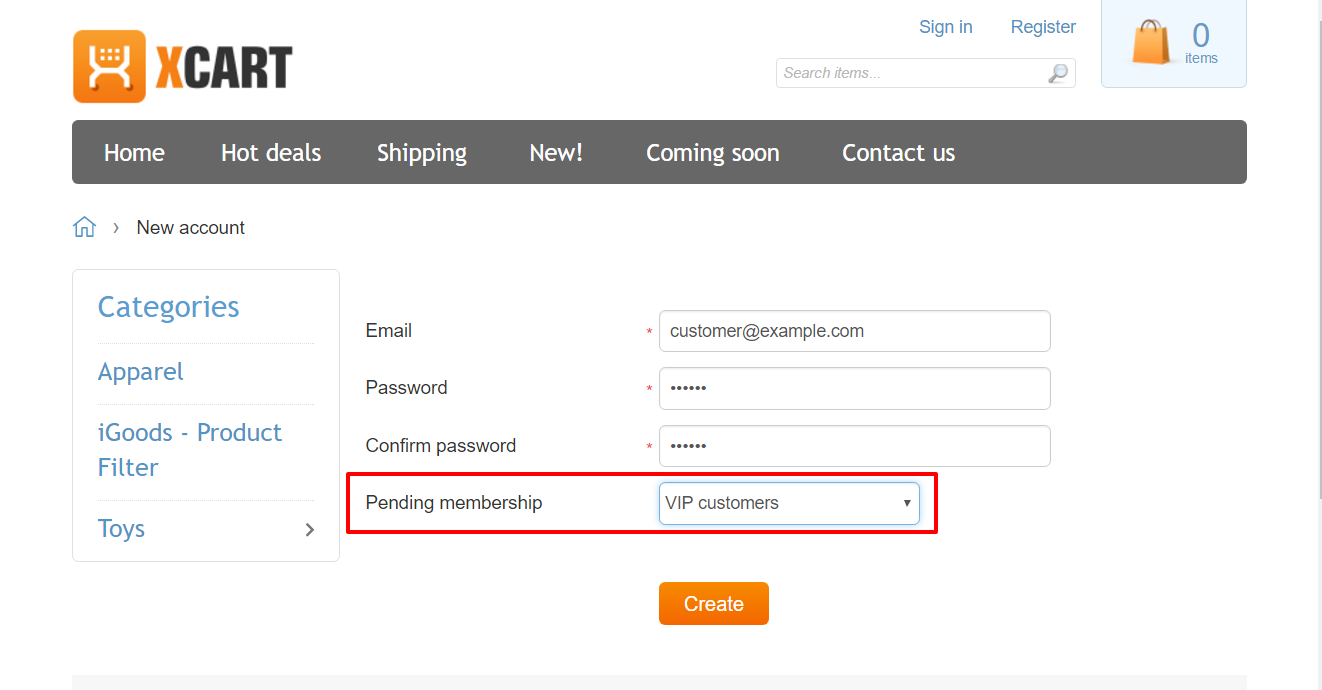 XCART
Sign in
Register
0
items
Search items...
Home
Hot deals
Shipping
New!
Coming soon
Contact us
› New account
Categories
Apparel
iGoods - Product
Filter
Toys
Email
* customer@example.com
Password
* ••••••
Confirm password
* ••••••
Pending membership
VIP customers
Create